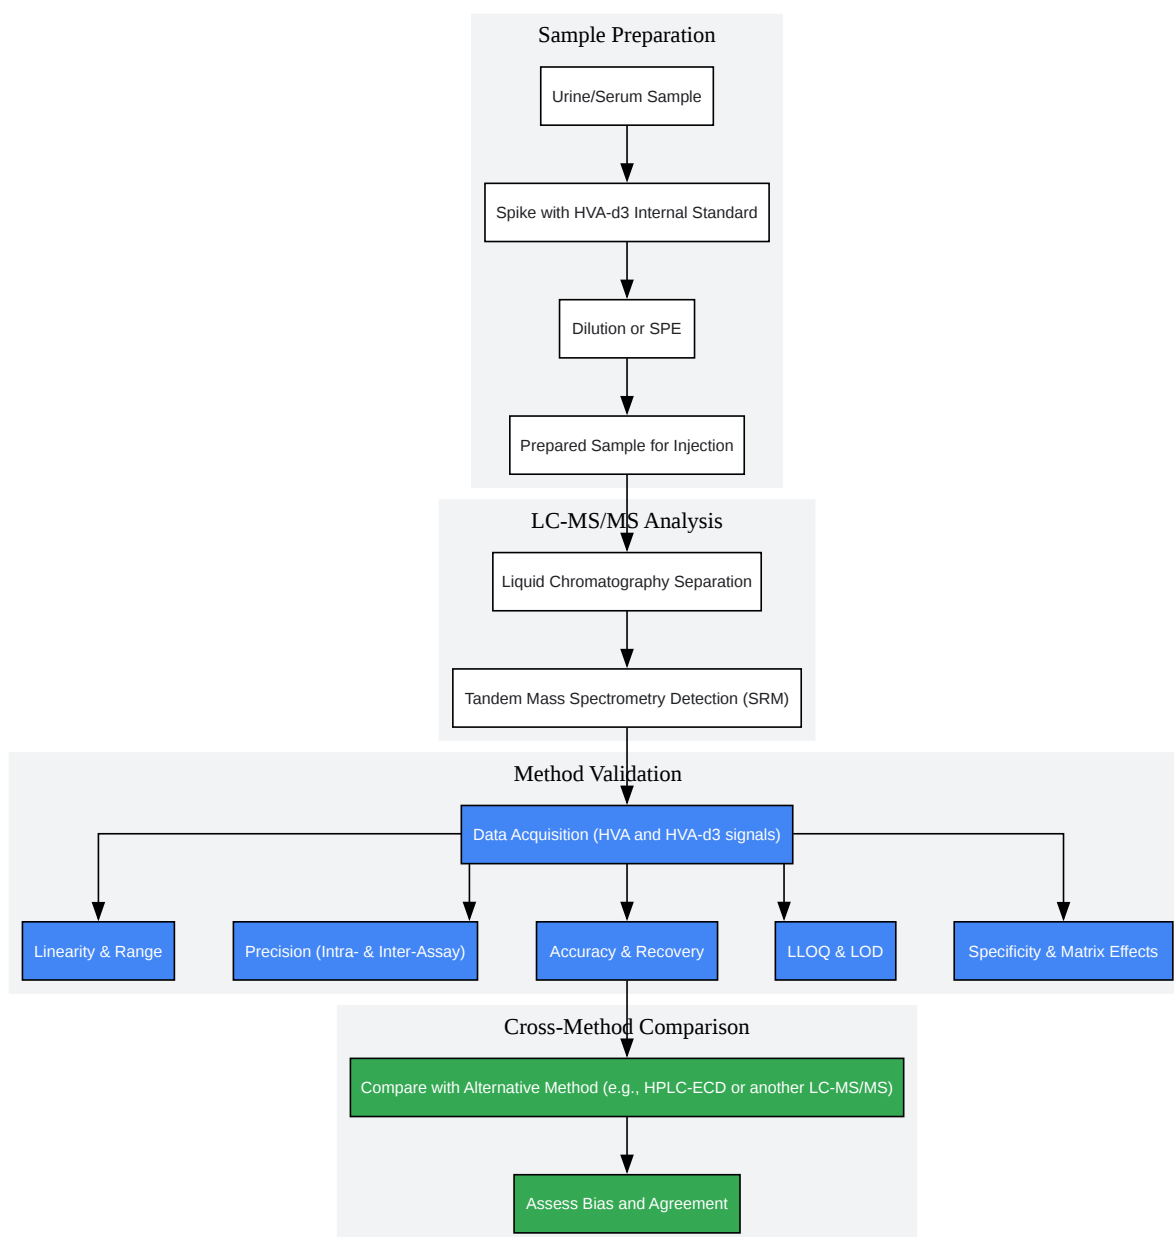 Sample Preparation
Urine/Serum Sample
Spike with HVA-d3 Internal Standard
Dilution or SPE
Prepared Sample for Injection
LC-MS/MS Analysis
Liquid Chromatography Separation
Tandem Mass Spectrometry Detection (SRM)
Method Validation
Data Acquisition (HVA and HVA-d3 signals)
Linearity & Range
Precision (Intra- & Inter-Assay)
Accuracy & Recovery
LLOQ & LOD
Specificity & Matrix Effects
Cross-Method Comparison
Compare with Alternative Method (e.g., HPLC-ECD or another LC-MS/MS)
Assess Bias and Agreement